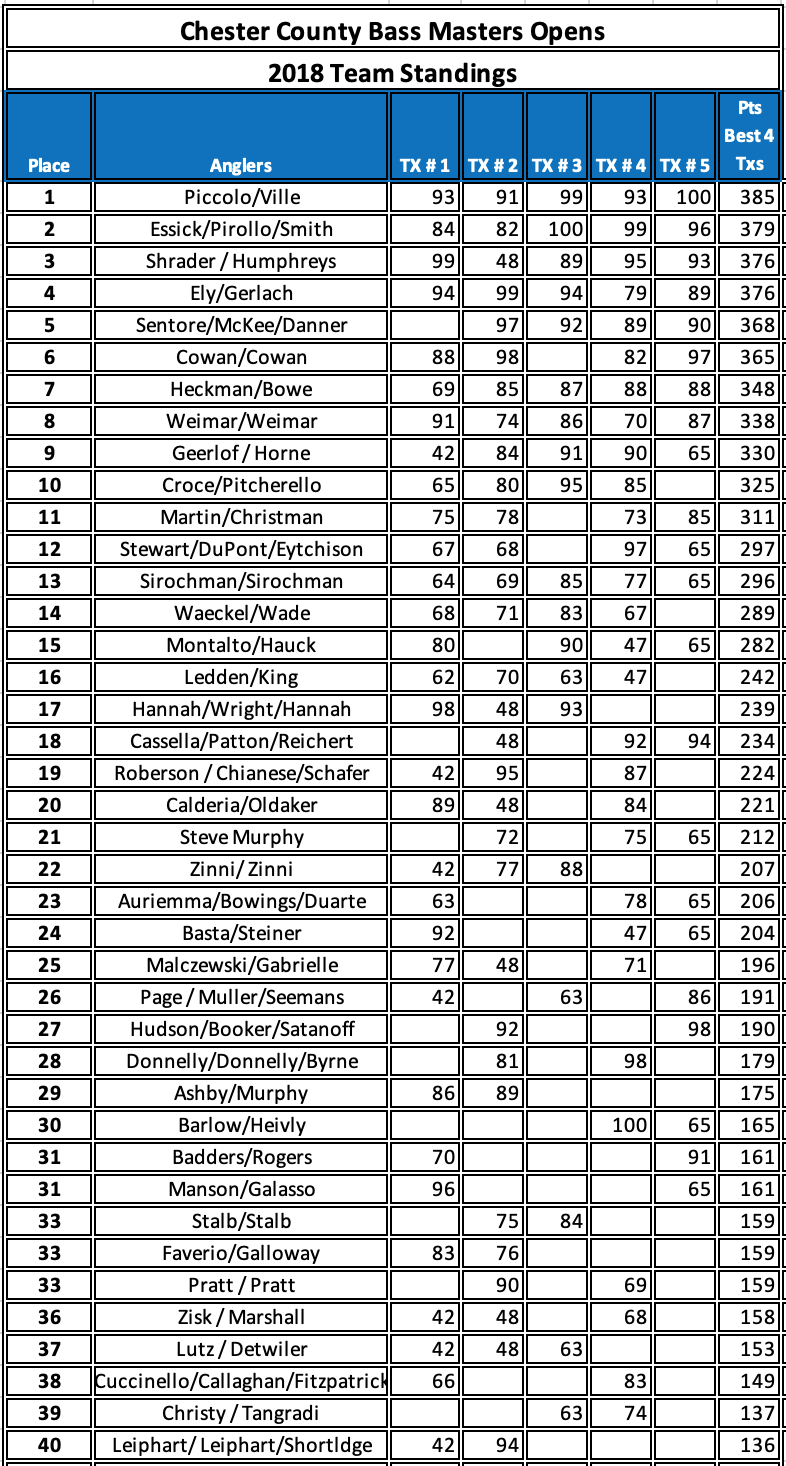 Chester County Bass Masters Opens
2018 Team Standings
Pts
Best 4
Place Anglers TX # 1 TX # 2 TX # 3 TX # 4 TX # 5 Txs
1 Piccolo/Ville 93 91 99 93 100 385
2 Essick/Pirollo/Smith 84 82 100 99 96 379
3 Shrader / Humphreys 99 48 89 95 93 376
4 Ely/Gerlach 94 99 94 79 89 376
5 Sentore/McKee/Danner 97 92 89 90 368
6 Cowan/Cowan 88 98 82 97 365
7 Heckman/Bowe 69 85 87 88 88 348
8 Weimar/Weimar 91 74 86 70 87 338
9 Geerlof / Horne 42 84 91 90 65 330
10 Croce/Pitcherello 65 80 95 85 325
11 Martin/Christman 75 78 73 85 311
12 Stewart/DuPont/Eytchison 67 68 97 65 297
13 Sirochman/Sirochman 64 69 85 77 65 296
14 Waeckel/Wade 68 71 83 67 289
15 Montalto/Hauck 80 90 47 65 282
16 Ledden/King 62 70 63 47 242
17 Hannah/Wright/Hannah 98 48 93 239
18 Cassella/Patton/Reichert 48 92 94 234
19 Roberson / Chianese/Schafer 42 95 87 224
20 Calderia/Oldaker 89 48 84 221
21 Steve Murphy 72 75 65 212
22 Zinni/ Zinni 42 77 88 207
23 Auriemma/Bowings/Duarte 63 78 65 206
24 Basta/Steiner 92 47 65 204
25 Malczewski/Gabrielle 77 48 71 196
26 Page / Muller/Seemans 42 63 86 191
27 Hudson/Booker/Satanoff 92 98 190
28 Donnelly/Donnelly/Byrne 81 98 179
29 Ashby/Murphy 86 89 175
30 Barlow/Heivly 100 65 165
31 Badders/Rogers 70 91 161
31 Manson/Galasso 96 65 161
33 Stalb/Stalb 75 84 159
33 Faverio/Galloway 83 76 159
33 Pratt / Pratt 90 69 159
36 Zisk / Marshall 42 48 68 158
37 Lutz / Detwiler 42 48 63 153
38 Cuccinello/Callaghan/Fitzpatrick 66 83 149
39 Christy / Tangradi 63 74 137
40 Leiphart/ Leiphart/Shortldge 42 94 136